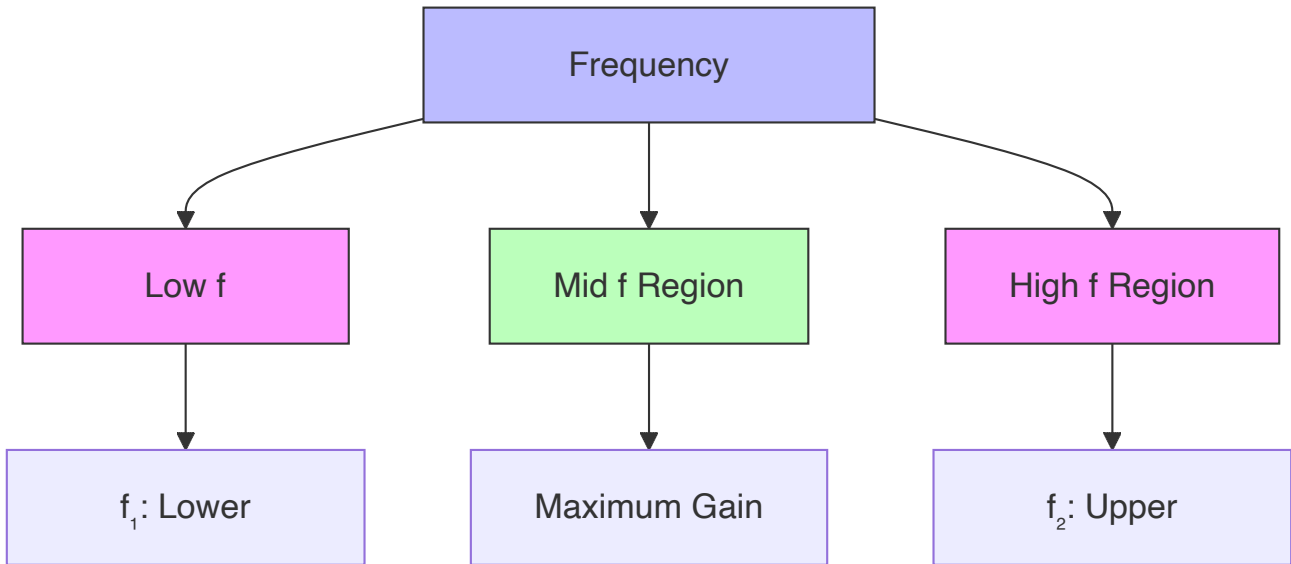 Frequency
Low f
Mid f Region
High f Region
f₁: Lower
Maximum Gain
f₂: Upper